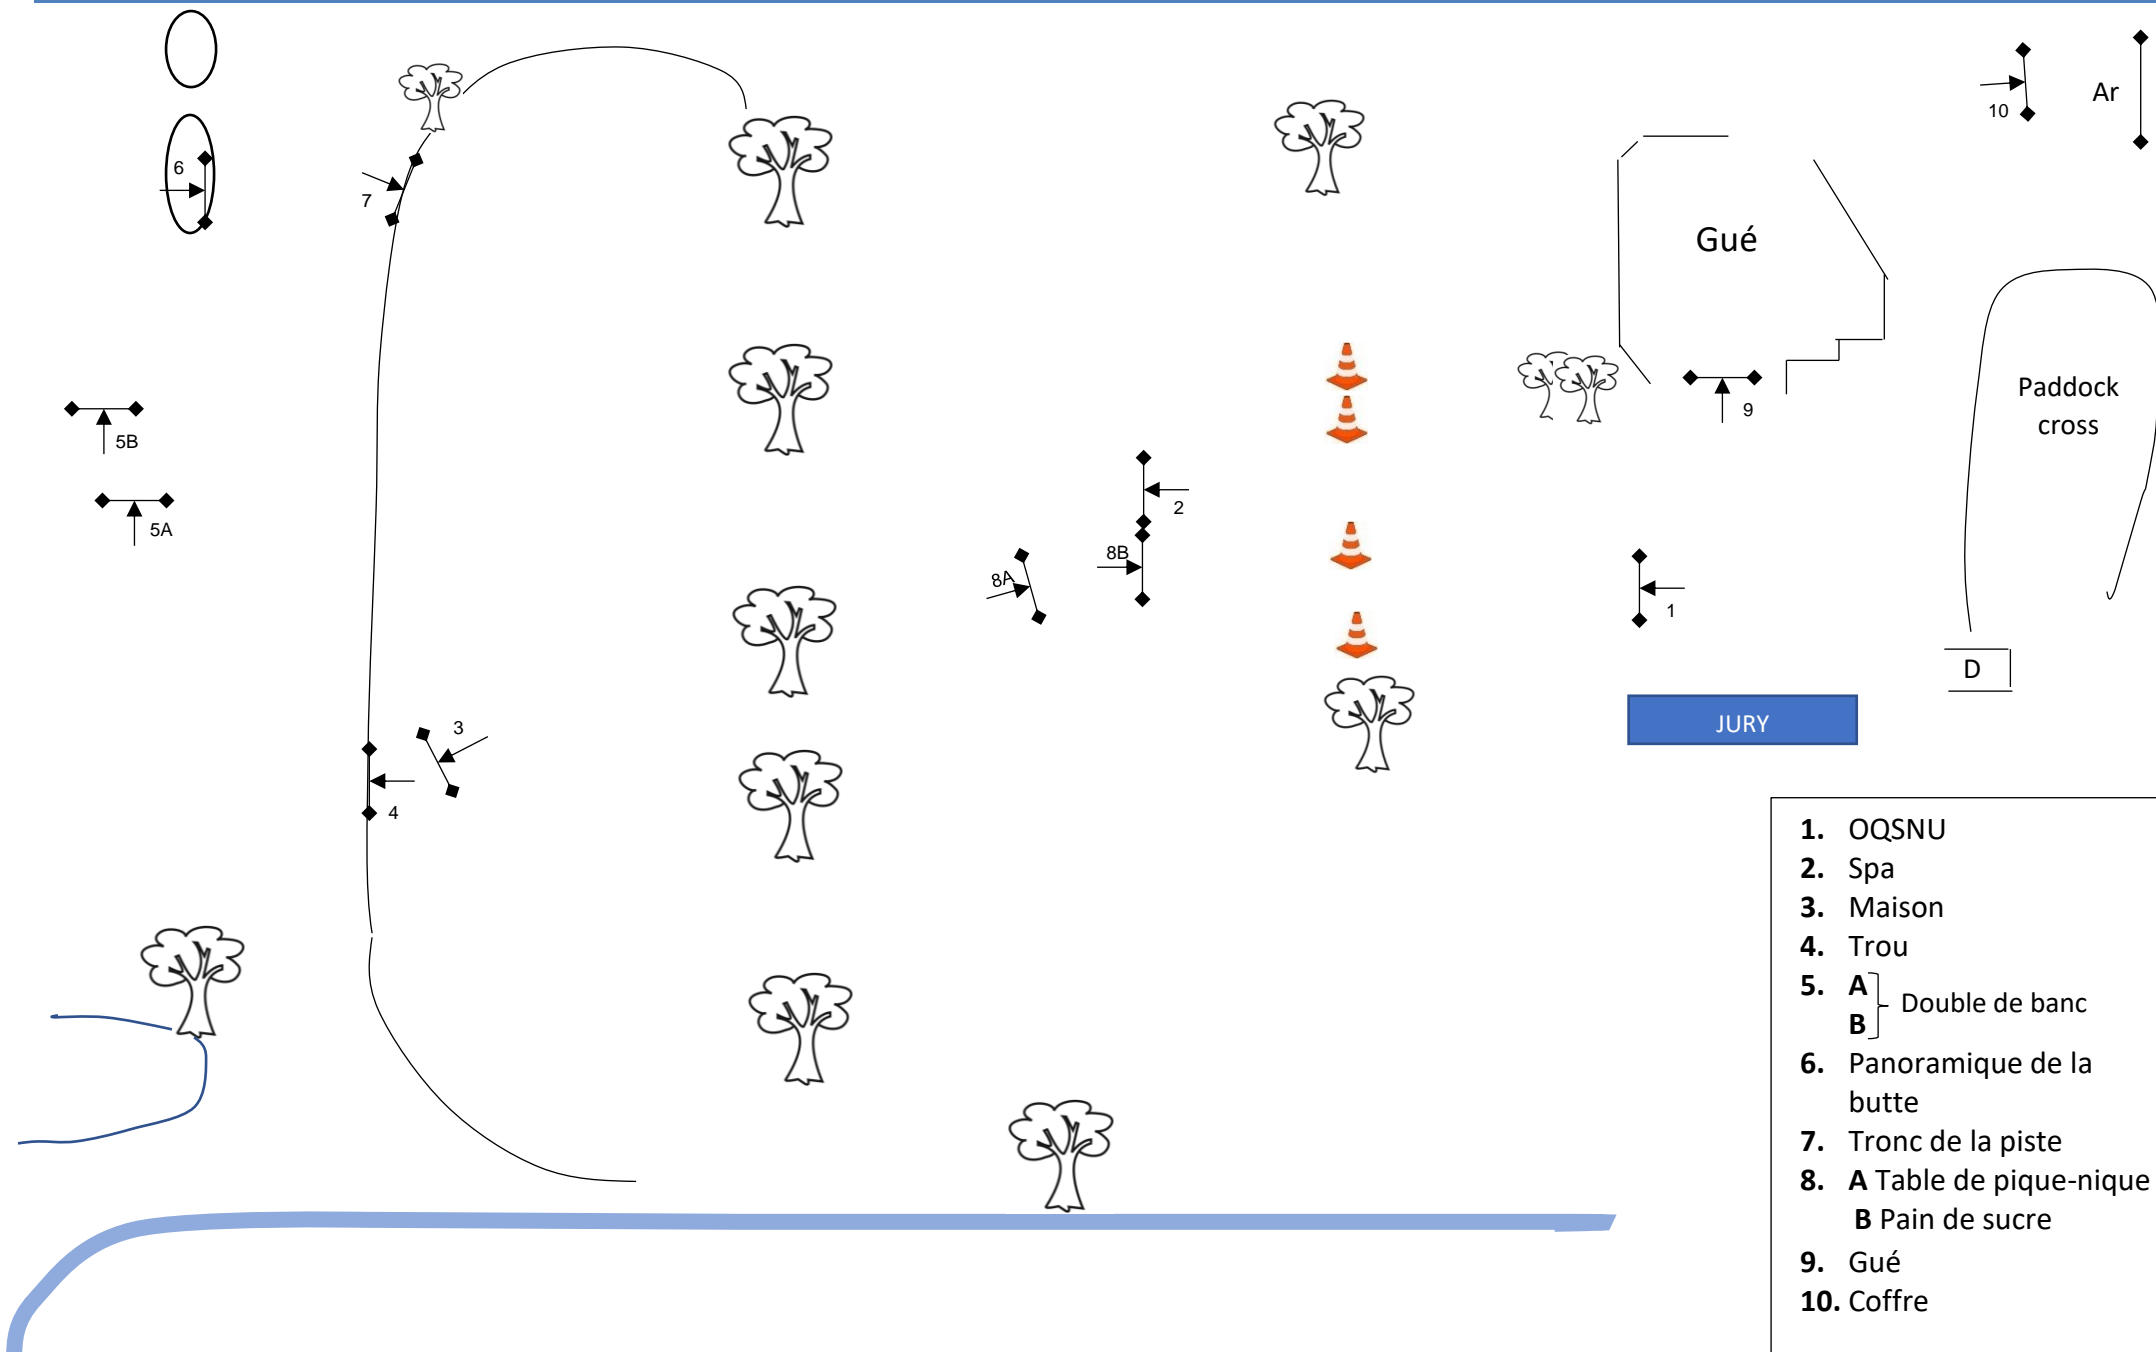 10
Ar
6
7
Gué
Paddock
cross
5B
9
2
5A
8B
8A
1
D
3
JURY
4
1. OQSNU
2. Spa
3. Maison
4. Trou
5. A
Double de banc
B
6. Panoramique de la
butte
7. Tronc de la piste
8. A Table de pique-nique
B Pain de sucre
9. Gué
10. Coffre